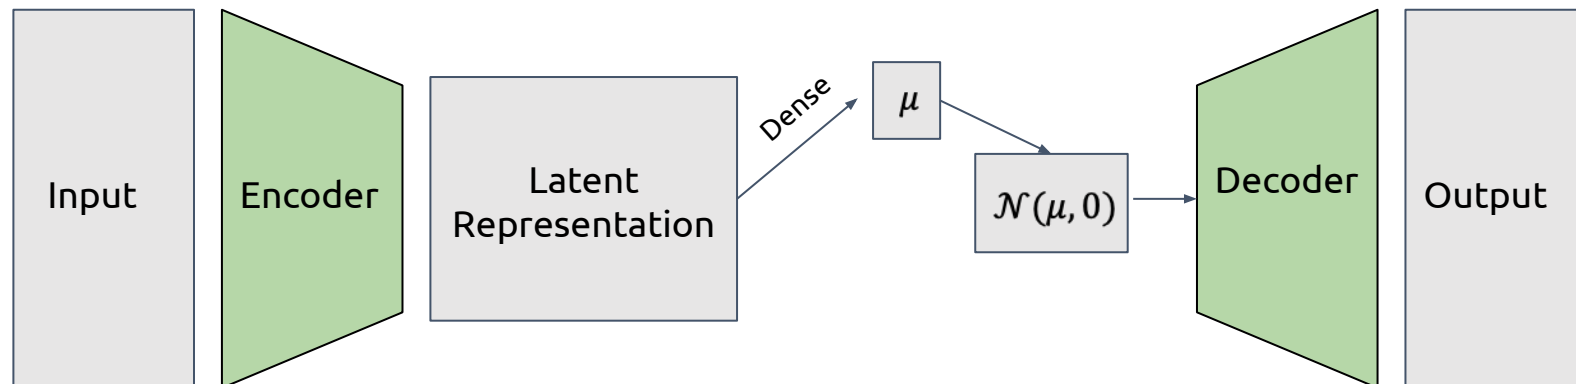 Input
Encoder
Latent
Representation
Dense
μ
𝒩(μ, 0)
Decoder
Output